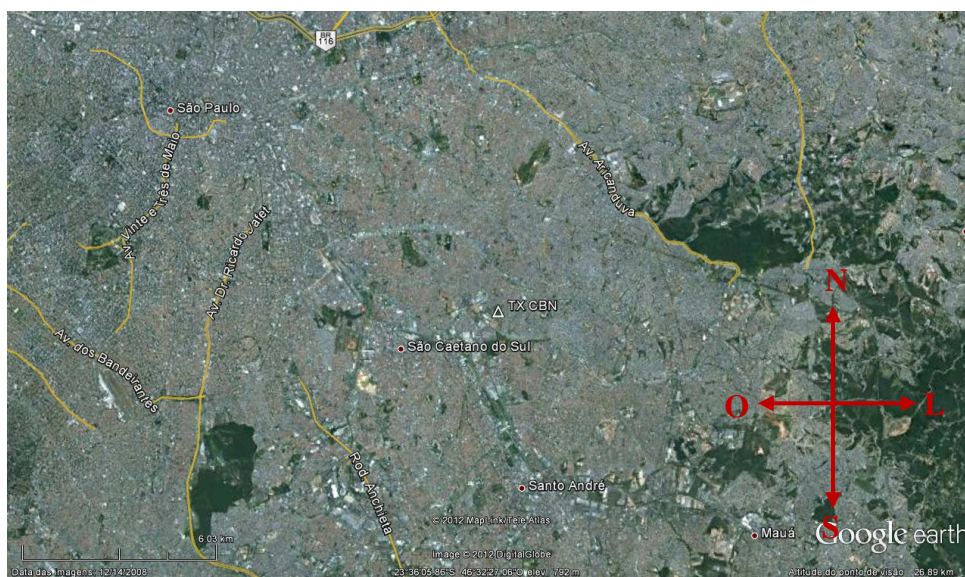 BR
116
São Paulo
Av. Vinte e Três de Maio
Av. Dr. Ricardo Jafet
Av. Aricanduva
TX CBN
São Caetano do Sul
Av. dos Bandeirantes
Rod. Anchieta
Santo André
Mauá
N
O
L
S
6.03 km
© 2012 MapLink/Tele Atlas
Image © 2012 DigitalGlobe
Google earth
Data das imagens: 12/14/2008
23°36'05.86"S 46°32'27.06"O elev 792 m
Altitude do ponto de visão 26.89 km